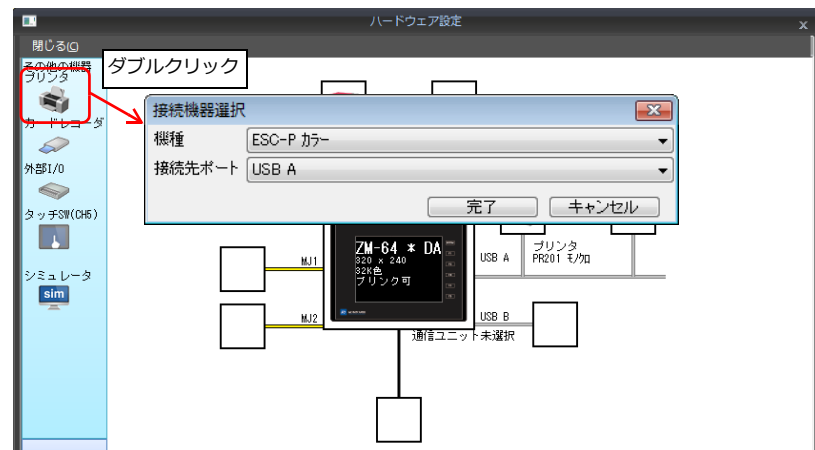 ハードウェア設定
x
閉じる(C)
その他の機器
プリンタ
ダブルクリック
接続機器選択
機種
ESC-P カラー
接続先ポート
USB A
完了
キャンセル
カードレコーダ
外部I/O
タッチSW(CH5)
シミュレータ
sim
ZM-64 * DA
320 x 240
32K色
ブリンク可
MJ1
MJ2
USB A
プリンタ
PR201 モノクロ
USB B
通信ユニット未選択